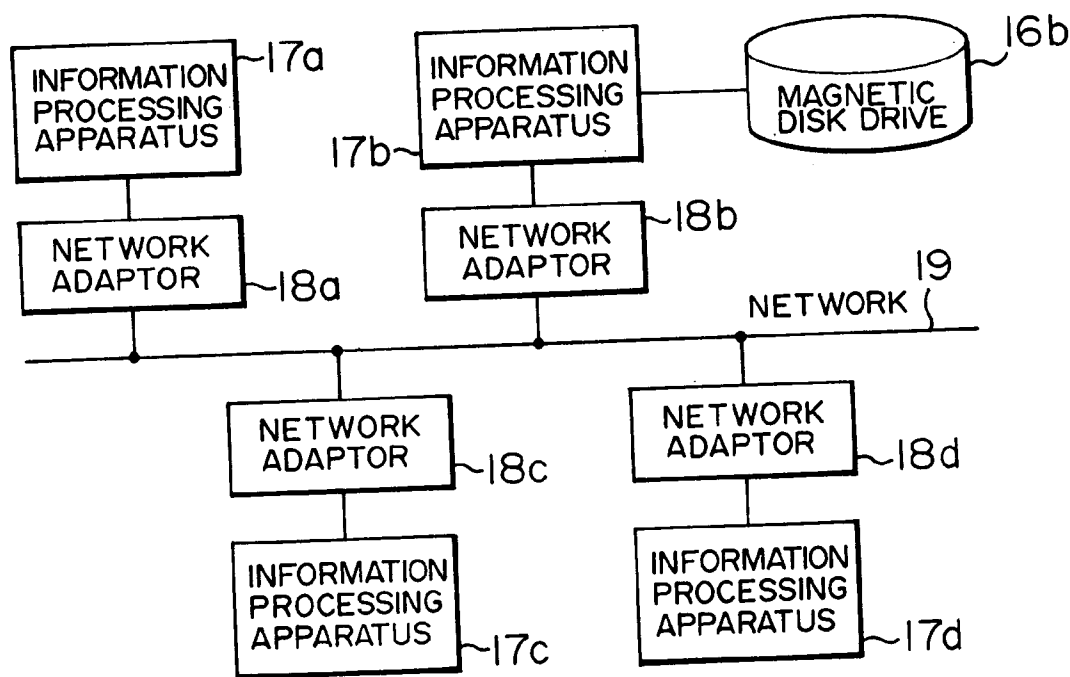 INFORMATION
PROCESSING
APPARATUS
17a
INFORMATION
PROCESSING
APPARATUS
17b
MAGNETIC
DISK DRIVE
16b
NETWORK
ADAPTOR
18a
NETWORK
ADAPTOR
18b
NETWORK
19
NETWORK
ADAPTOR
18c
NETWORK
ADAPTOR
18d
INFORMATION
PROCESSING
APPARATUS
17c
INFORMATION
PROCESSING
APPARATUS
17d